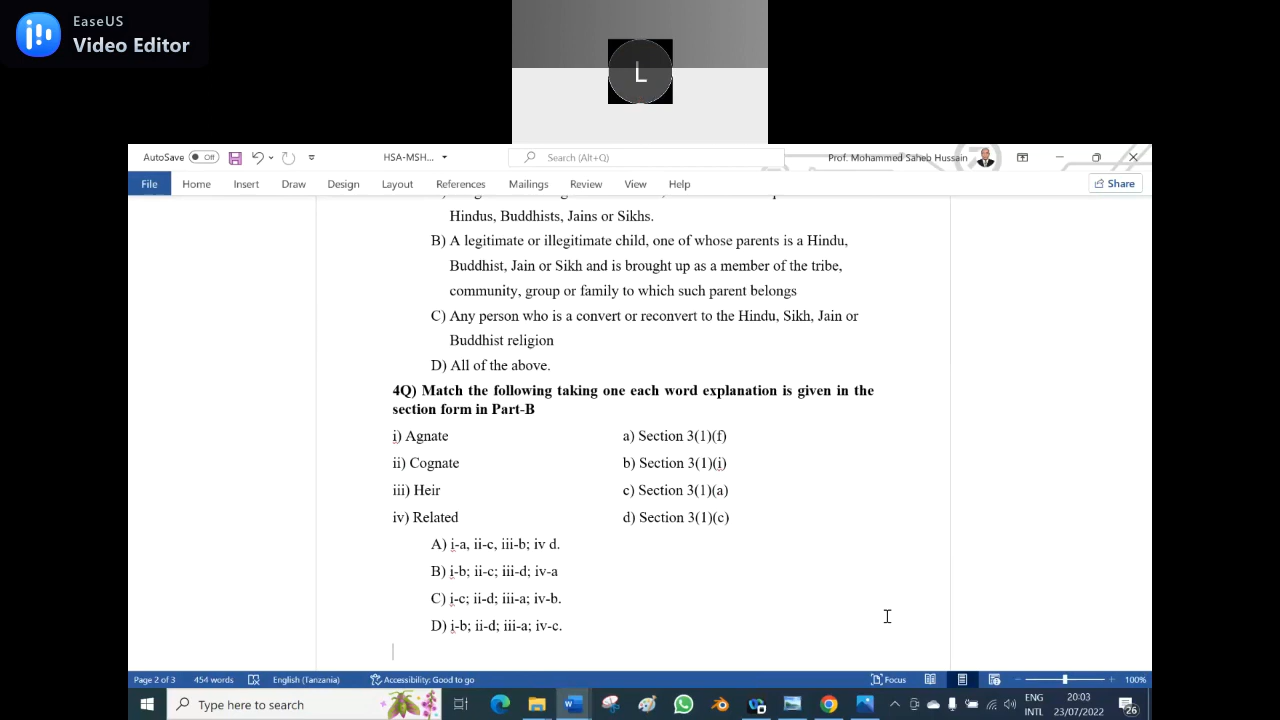 EaseUS
Video Editor
L
AutoSave Off HSA-MSH... Search (Alt+Q) Prof. Mohammed Saheb Hussain
File Home Insert Draw Design Layout References Mailings Review View Help Share
Hindus, Buddhists, Jains or Sikhs.
B) A legitimate or illegitimate child, one of whose parents is a Hindu,
Buddhist, Jain or Sikh and is brought up as a member of the tribe,
community, group or family to which such parent belongs
C) Any person who is a convert or reconvert to the Hindu, Sikh, Jain or
Buddhist religion
D) All of the above.
4Q) Match the following taking one each word explanation is given in the
section form in Part-B
i) Agnate a) Section 3(1)(f)
ii) Cognate b) Section 3(1)(i)
iii) Heir c) Section 3(1)(a)
iv) Related d) Section 3(1)(c)
A) i-a, ii-c, iii-b; iv d.
B) i-b; ii-c; iii-d; iv-a
C) i-c; ii-d; iii-a; iv-b.
D) i-b; ii-d; iii-a; iv-c.
Page 2 of 3 454 words English (Tanzania) Accessibility: Good to go Focus 100%
Type here to search ENG 20:03
INTL 23/07/2022 26